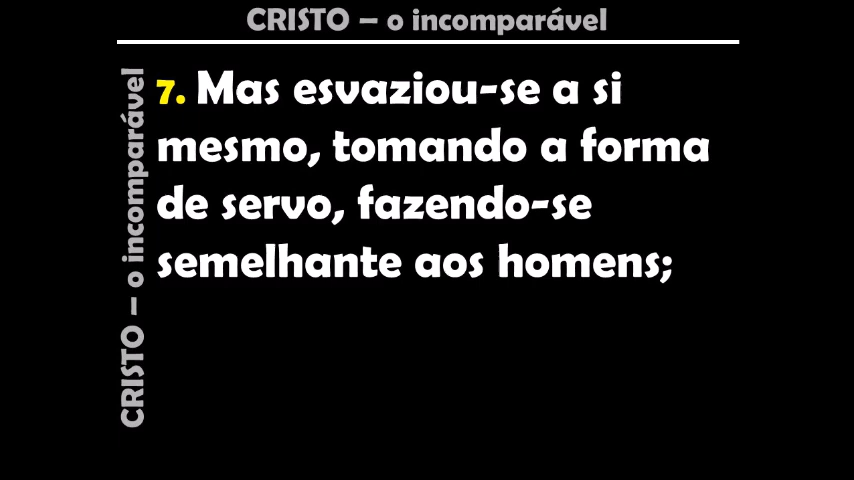 CRISTO – o incomparável
CRISTO – o incomparável
7. Mas esvaziou-se a si
mesmo, tomando a forma
de servo, fazendo-se
semelhante aos homens;